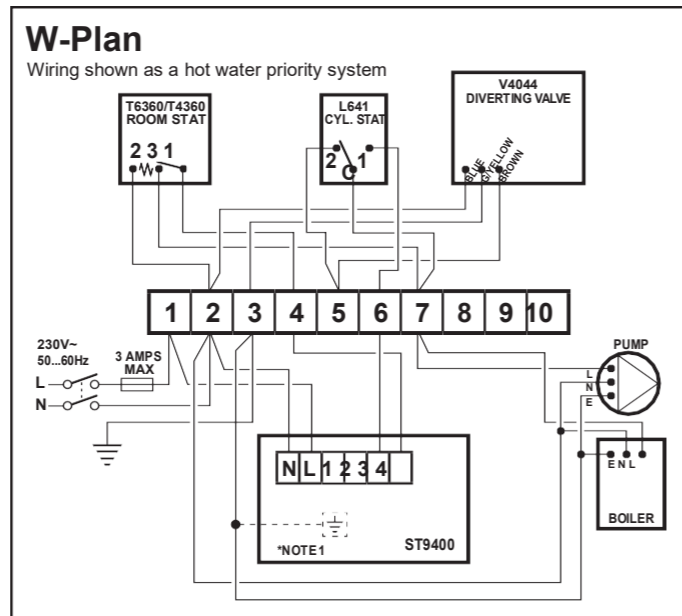 W-Plan
Wiring shown as a hot water priority system
T6360/T4360
ROOM STAT
2 3 1
L641
CYL. STAT
2 1
C
V4044
DIVERTING VALVE
BLUE
G/YELLOW
BROWN
1 2 3 4 5 6 7 8 9 10
230V~
50...60Hz
3 AMPS
MAX
L
N
PUMP
L
N
E
N L 1 2 3 4
*NOTE1
ST9400
E N L
BOILER